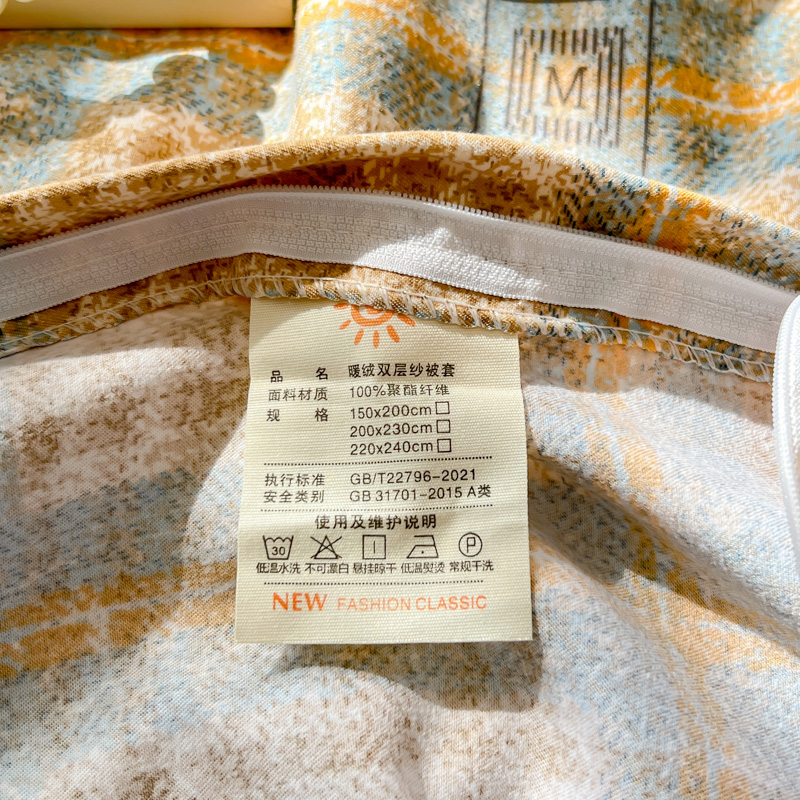 M
品 名 暖绒双层纱被套
面料材质 100%聚酯纤维
规 格 150x200cm□
200x230cm□
220x240cm□
执行标准 GB/T22796-2021
安全类别 GB 31701-2015 A类
使用及维护说明
30
P
低温水洗 不可漂白 悬挂晾干 低温熨烫 常规干洗
NEW FASHION CLASSIC